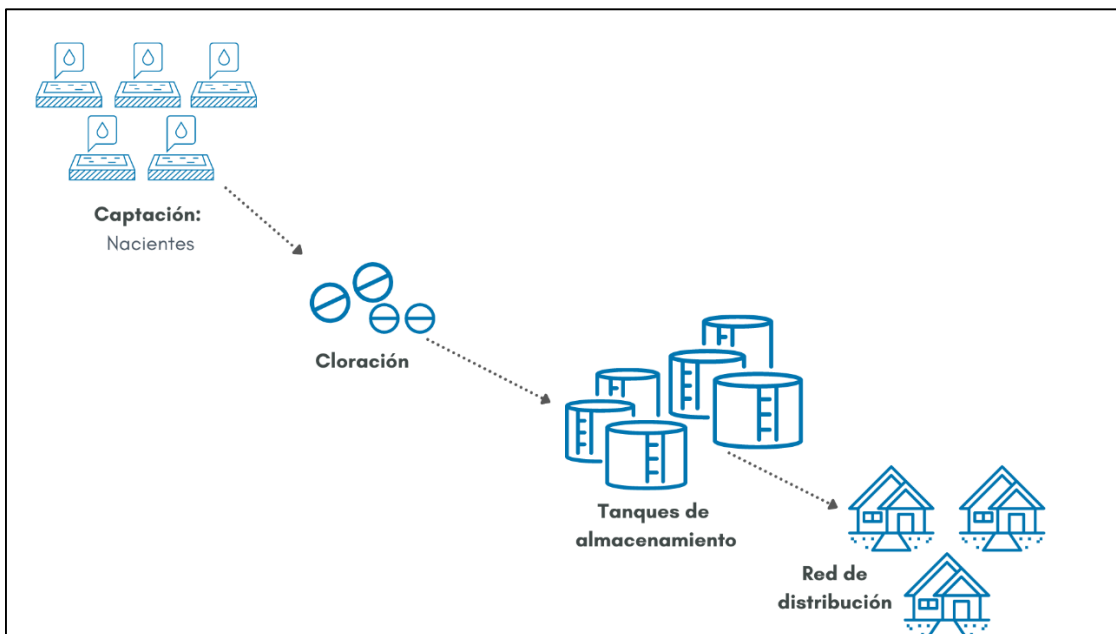 Captación:
Nacientes
Cloración
Tanques de
almacenamiento
Red de
distribución